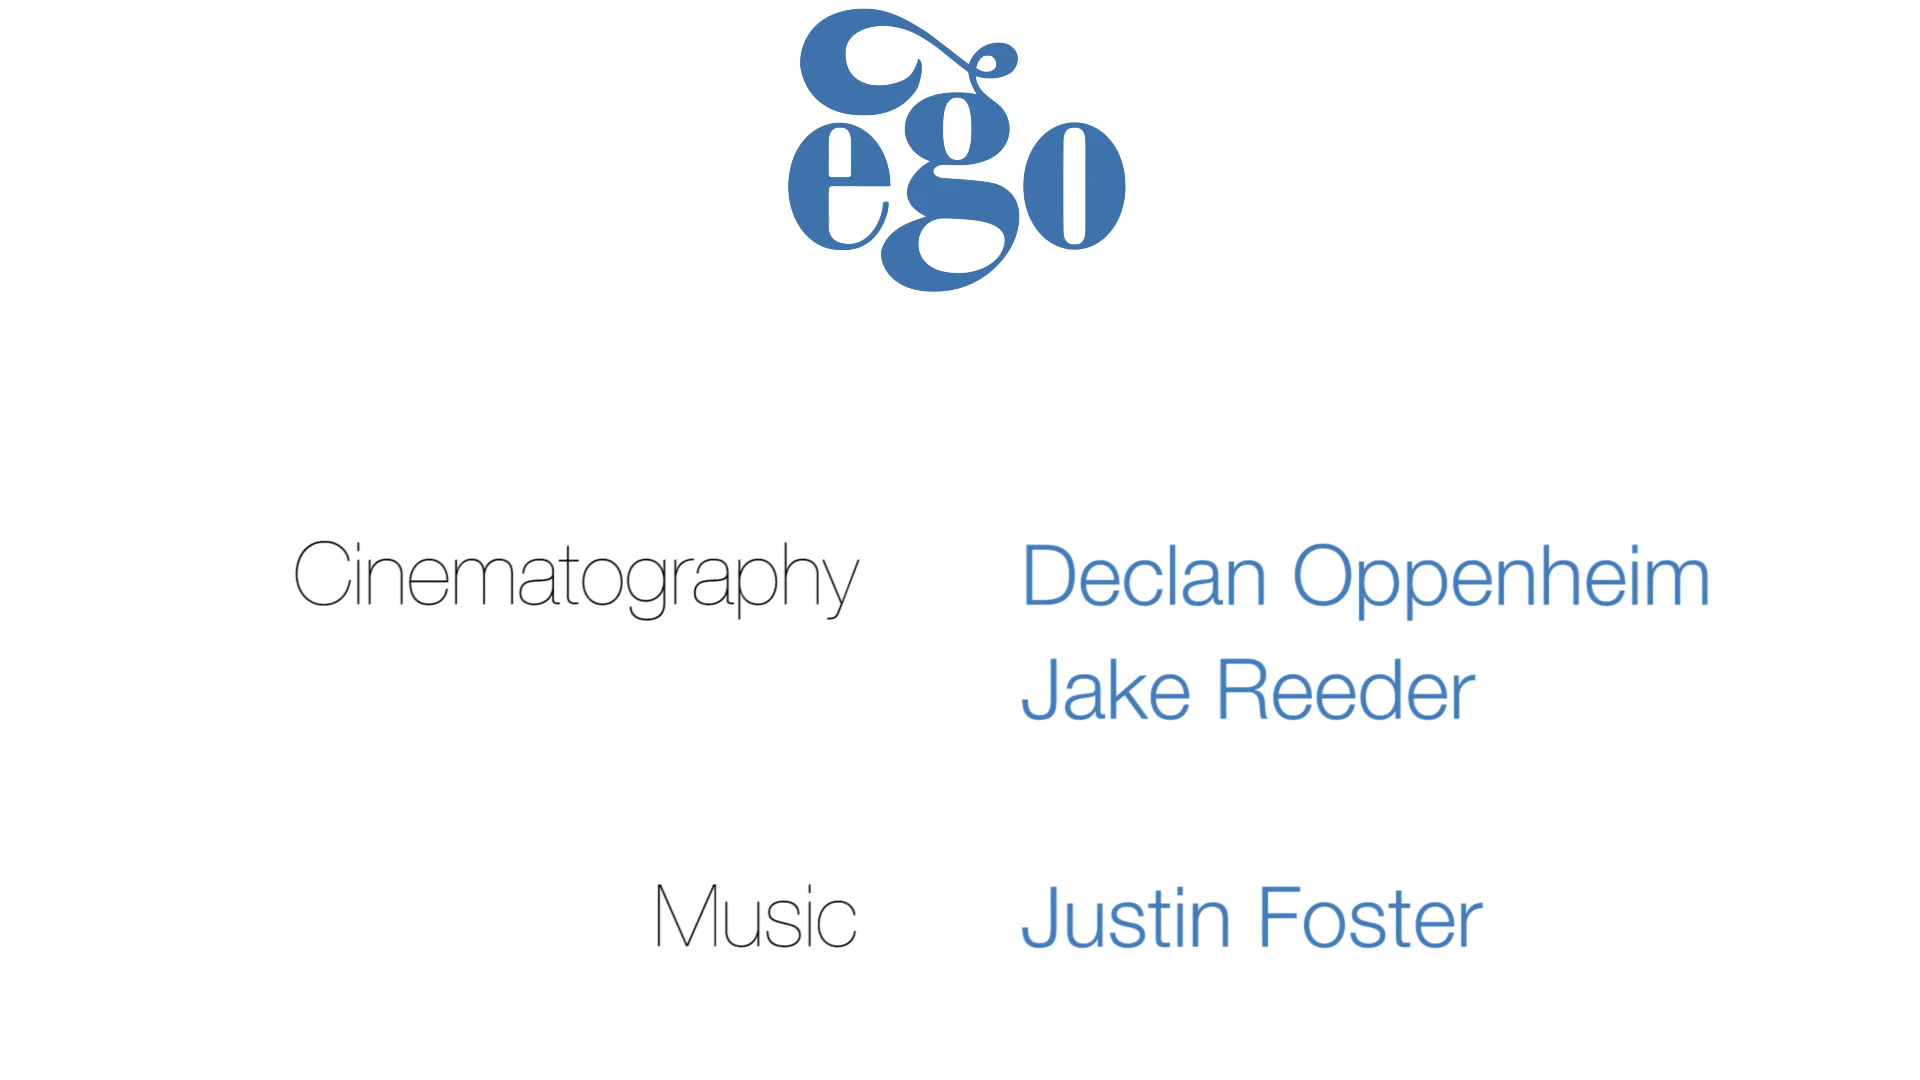 ego
Cinematography Declan Oppenheim
Jake Reeder
Music Justin Foster